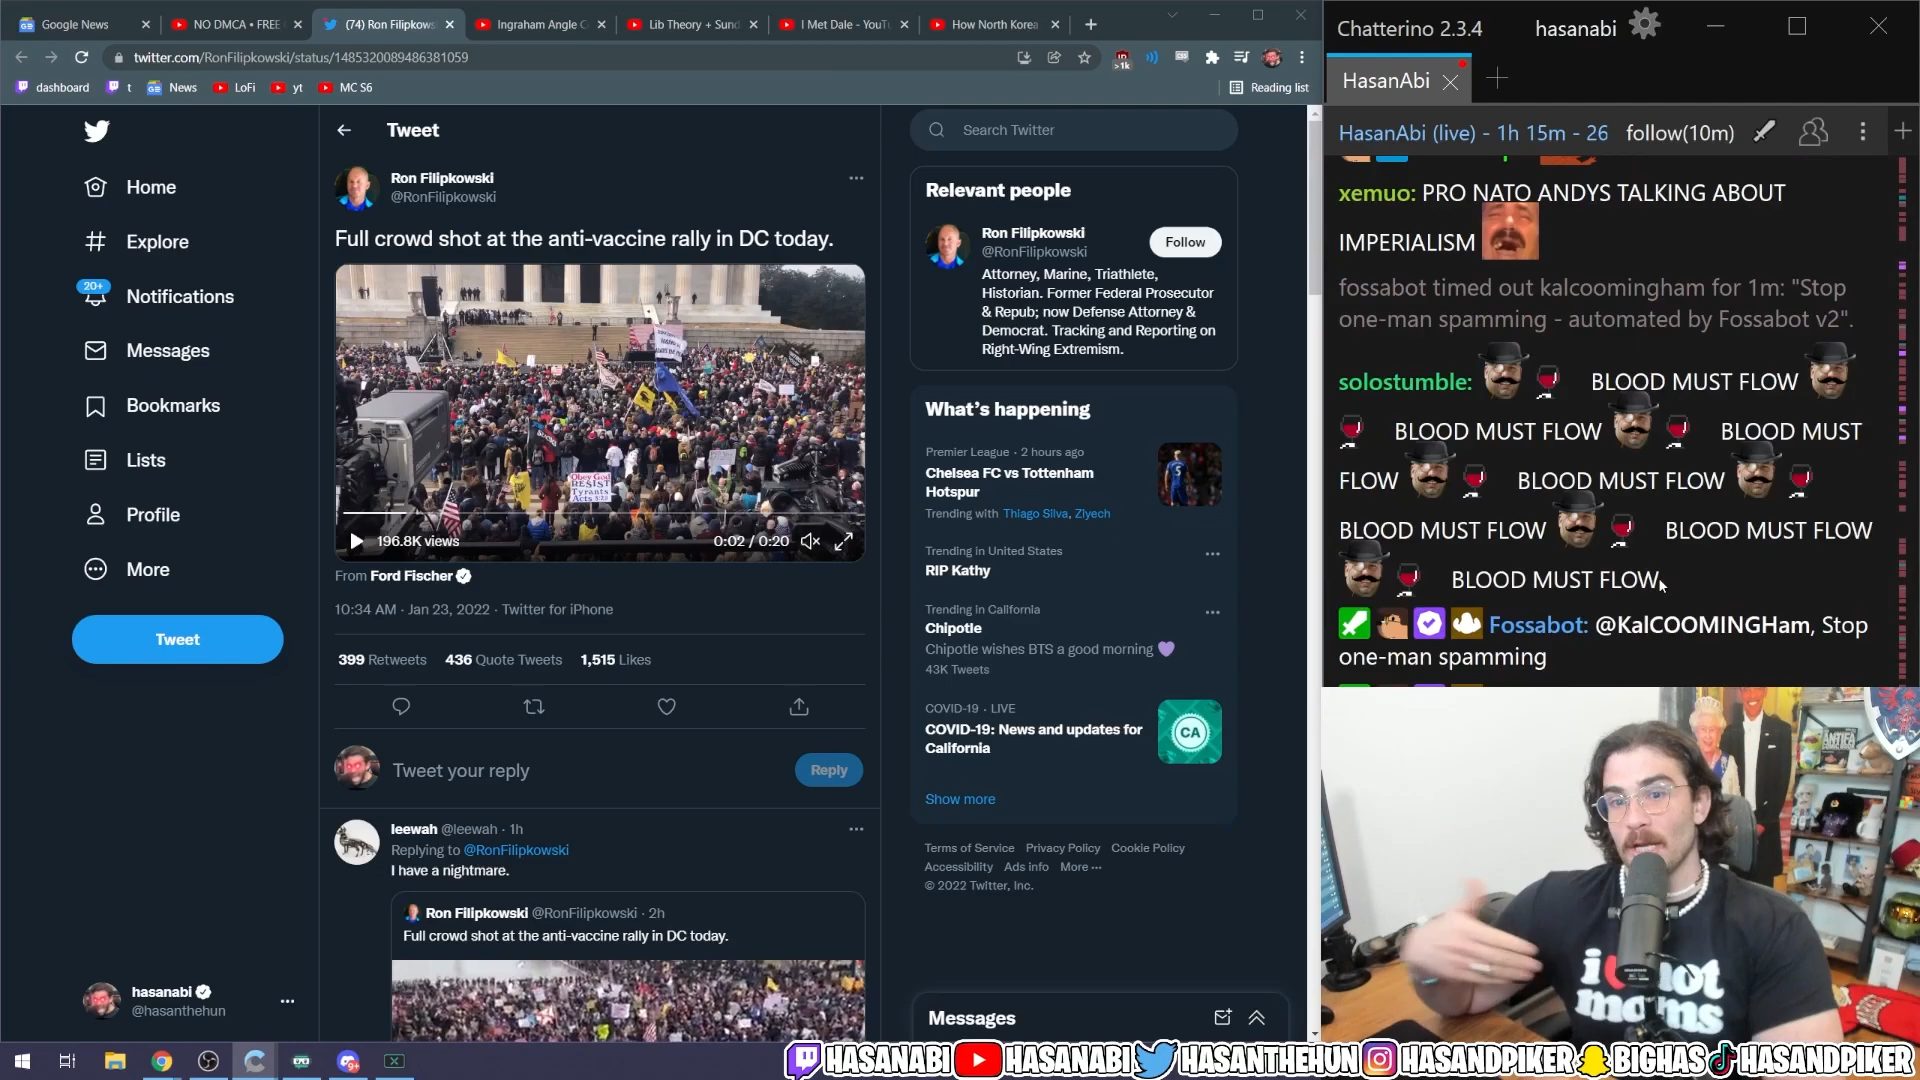 Google News
NO DMCA • FREE
(74) Ron Filipkows
Ingraham Angle
Lib Theory + Sund
I Met Dale - YouTu
How North Korea
twitter.com/RonFilipkowski/status/1485320089486381059
>1k
dashboard
t
News
LoFi
yt
MC S6
Reading list
Home
Explore
20+
Notifications
Messages
Bookmarks
Lists
Profile
More
Tweet
hasanabi
@hasanthehun
Tweet
Ron Filipkowski
@RonFilipkowski
Full crowd shot at the anti-vaccine rally in DC today.
Obey God
RESIST
Tyrants
196.8K views
0:02 / 0:20
From Ford Fischer
10:34 AM · Jan 23, 2022 · Twitter for iPhone
399 Retweets 436 Quote Tweets 1,515 Likes
Tweet your reply
Reply
leewah @leewah · 1h
Replying to @RonFilipkowski
I have a nightmare.
Ron Filipkowski @RonFilipkowski · 2h
Full crowd shot at the anti-vaccine rally in DC today.
Search Twitter
Relevant people
Ron Filipkowski
@RonFilipkowski
Follow
Attorney, Marine, Triathlete,
Historian. Former Federal Prosecutor
& Repub; now Defense Attorney &
Democrat. Tracking and Reporting on
Right-Wing Extremism.
What's happening
Premier League · 2 hours ago
Chelsea FC vs Tottenham
Hotspur
Trending with Thiago Silva, Ziyech
Trending in United States
RIP Kathy
Trending in California
Chipotle
Chipotle wishes BTS a good morning
43K Tweets
COVID-19 · LIVE
COVID-19: News and updates for
California
CA
Show more
Terms of Service Privacy Policy Cookie Policy
Accessibility Ads info More ···
© 2022 Twitter, Inc.
Messages
Chatterino 2.3.4
hasanabi
HasanAbi
HasanAbi (live) - 1h 15m - 26
follow(10m)
xemuo: PRO NATO ANDYS TALKING ABOUT
IMPERIALISM
fossabot timed out kalcoomingham for 1m: "Stop
one-man spamming - automated by Fossabot v2".
solostumble: BLOOD MUST FLOW
BLOOD MUST FLOW BLOOD MUST
FLOW BLOOD MUST FLOW
BLOOD MUST FLOW BLOOD MUST FLOW
BLOOD MUST FLOW
Fossabot: @KalCOOMINGHam, Stop
one-man spamming
ANTIFA
i hot
moms
HASANABI HASANABI HASANTHEHUN HASANDPIKER BIGHAS HASANDPIKER